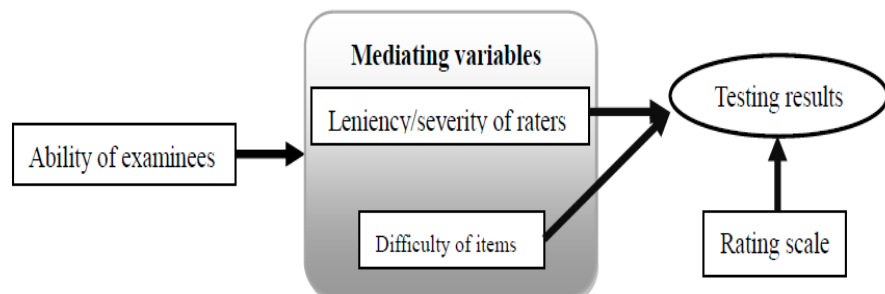 Mediating variables
Leniency/severity of raters
Testing results
Ability of examinees
Difficulty of items
Rating scale